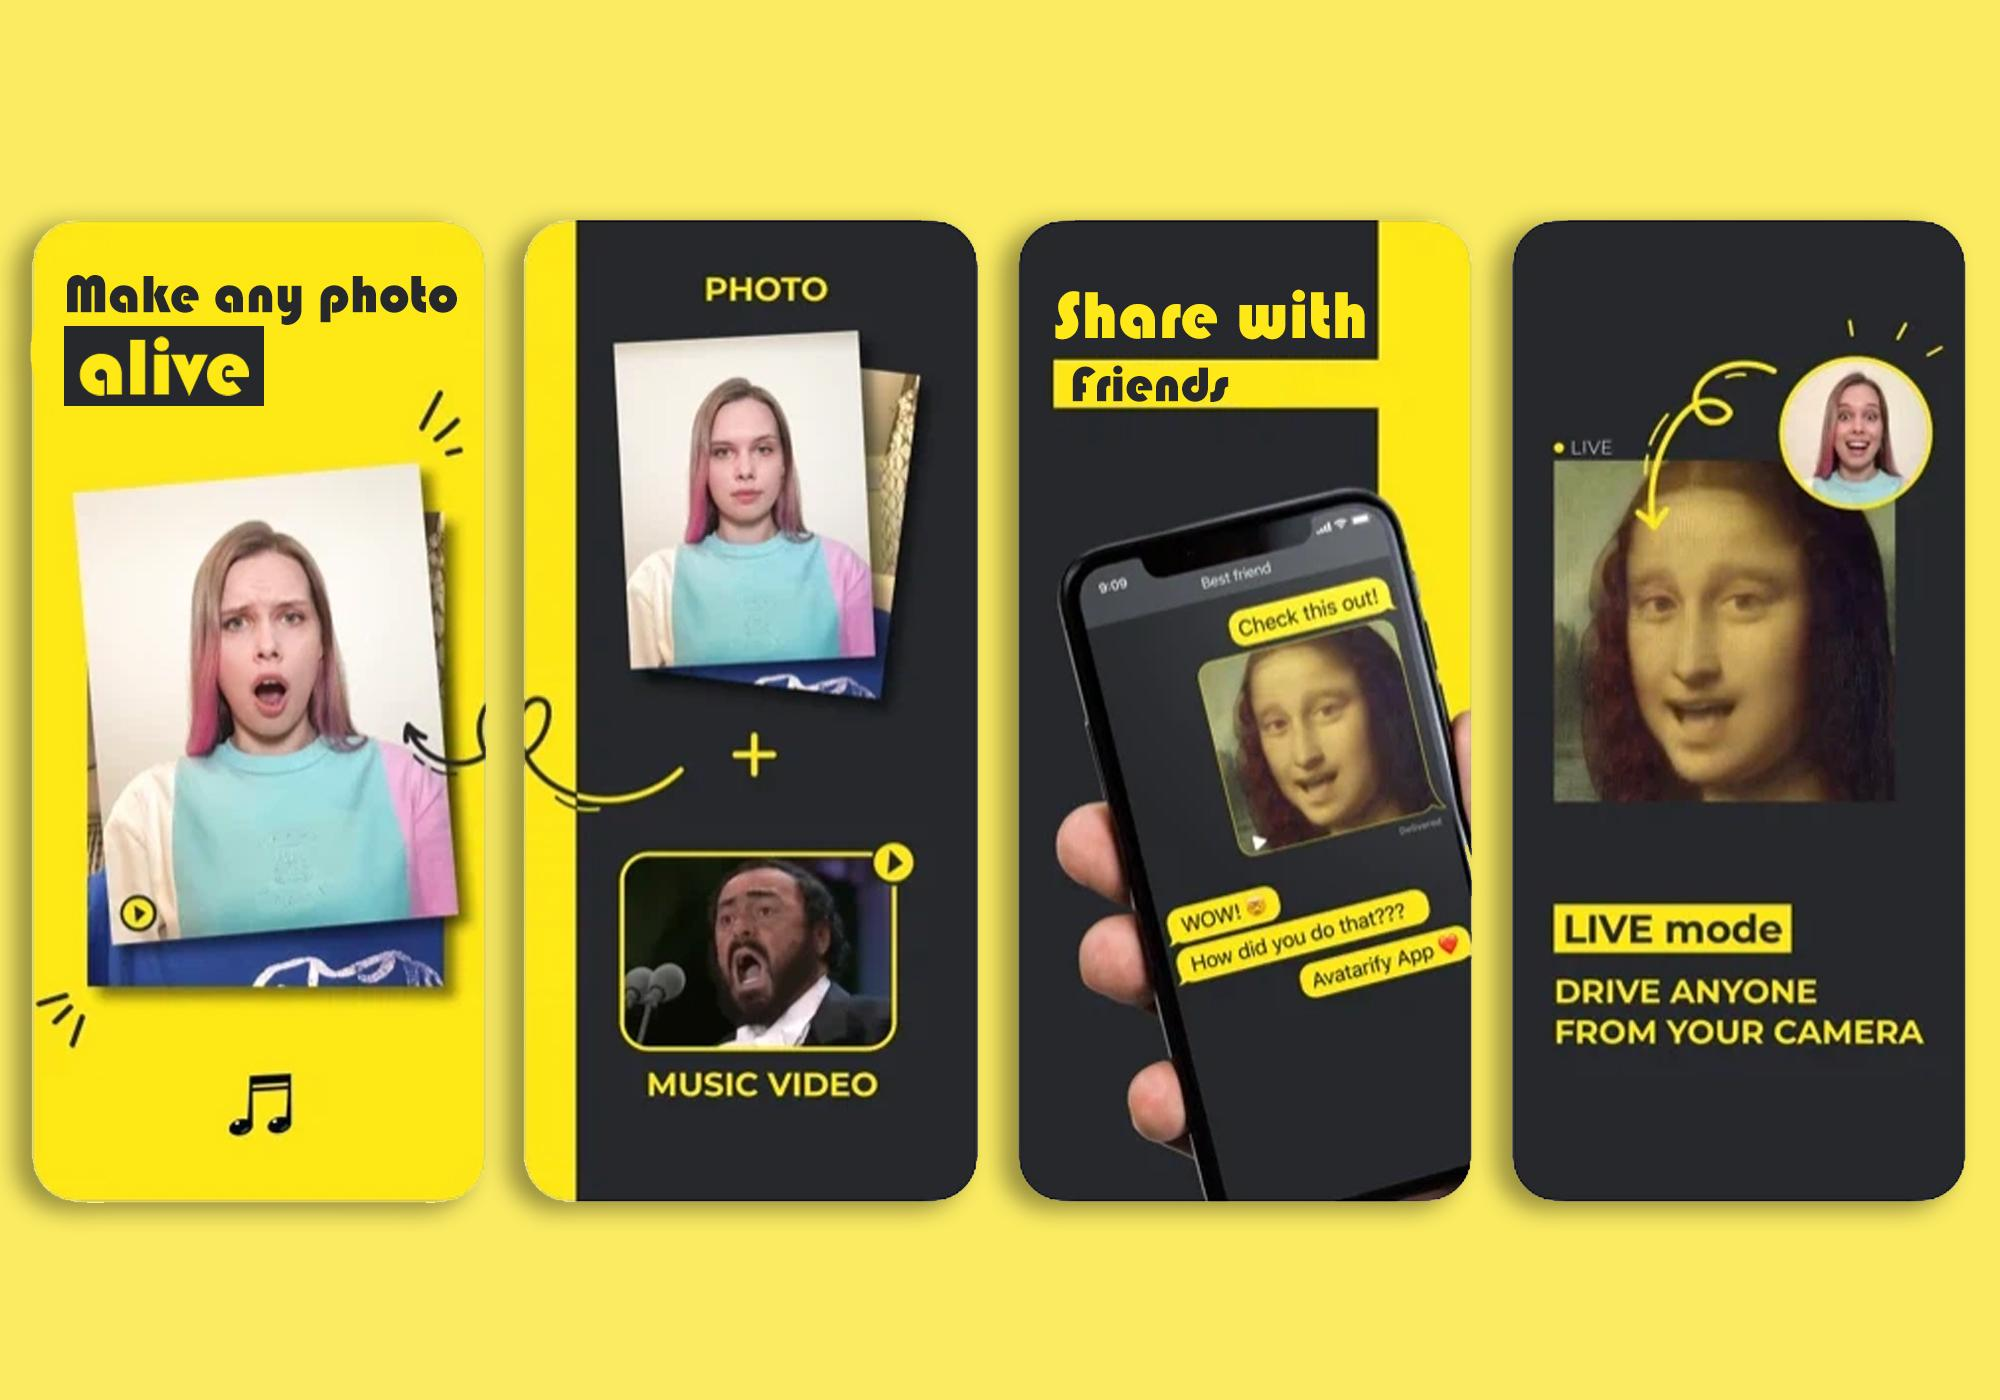 Make any photo
alive
PHOTO
MUSIC VIDEO
Share with
Friends
9:09
Best friend
Check this out!
Delivered
WOW! 🤯
How did you do that???
Avatarify App ❤️
LIVE
LIVE mode
DRIVE ANYONE
FROM YOUR CAMERA